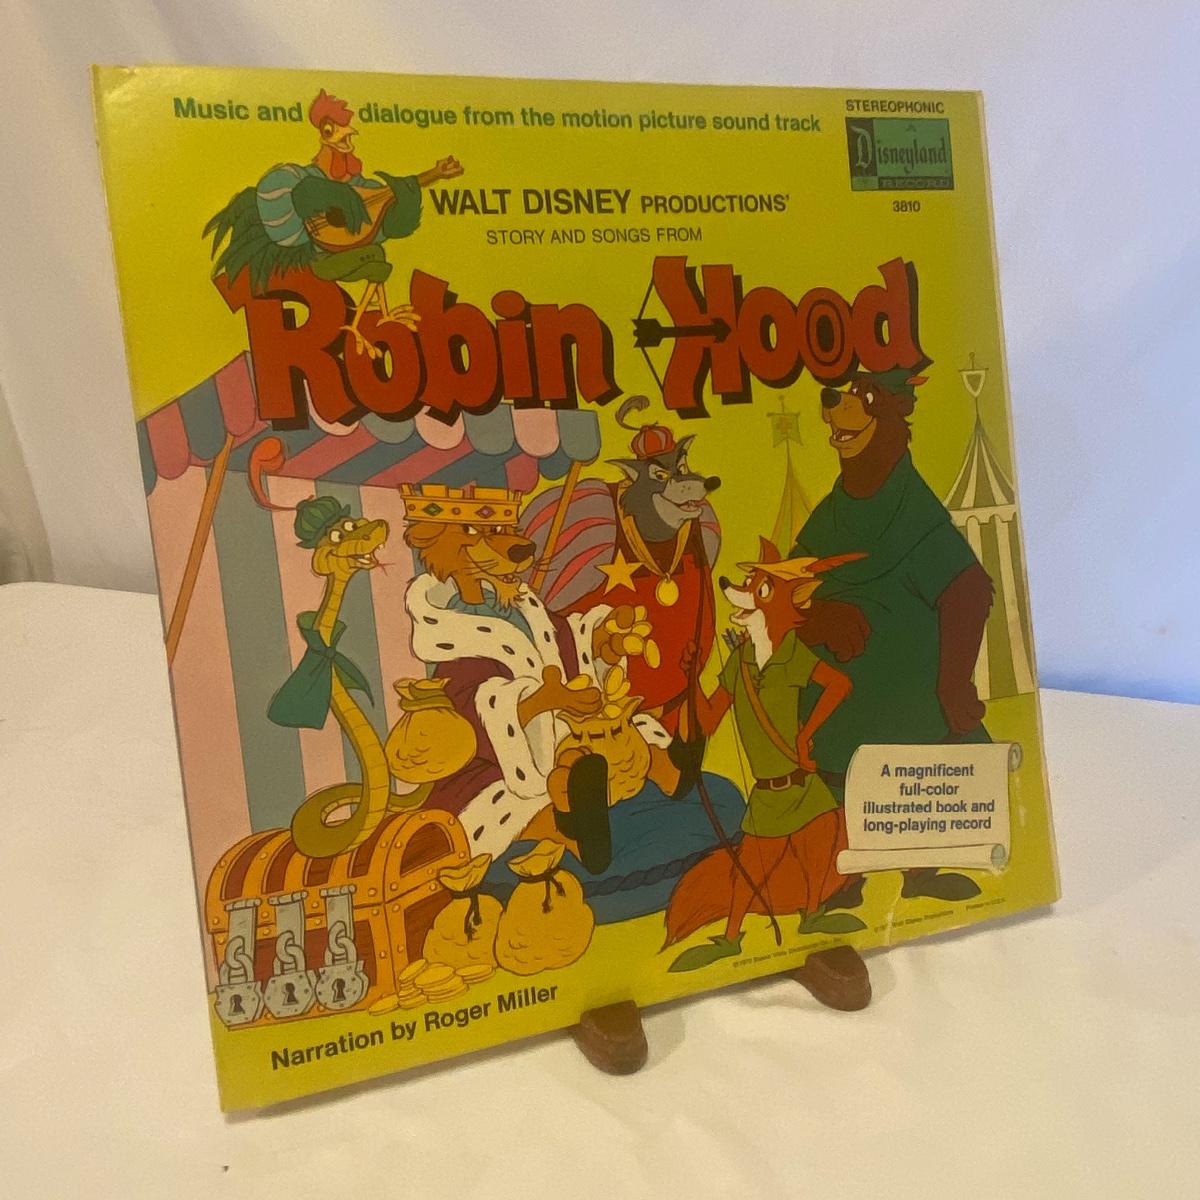 Music and dialogue from the motion picture sound track
STEREOPHONIC
Disneyland
RECORD
3810
WALT DISNEY PRODUCTIONS'
STORY AND SONGS FROM
Robin Hood
A magnificent
full-color
illustrated book and
long-playing record
Narration by Roger Miller